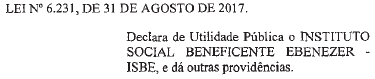 LEI Nº 6.231, DE 31 DE AGOSTO DE 2017.
Declara de Utilidade Pública o INSTITUTO
SOCIAL BENEFICENTE EBENEZER -
ISBE, e dá outras providências.